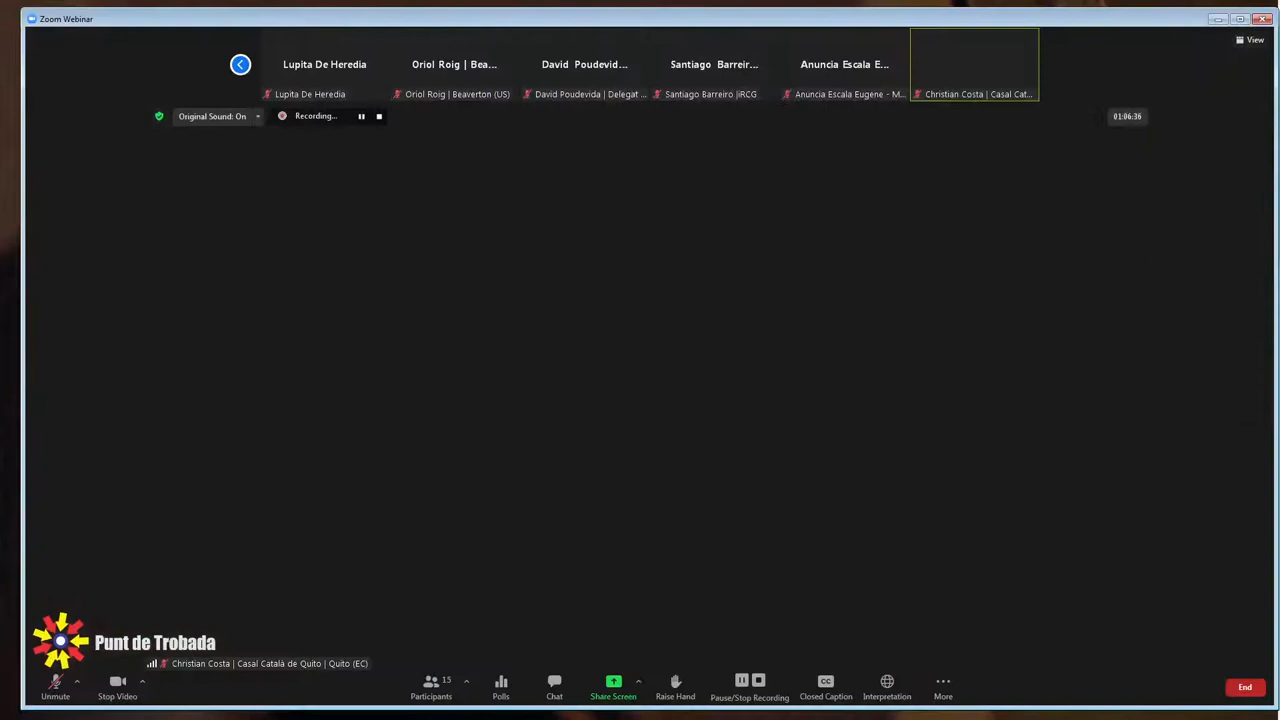 Zoom Webinar
View
Lupita De Heredia
Oriol Roig | Bea...
David Poudevid...
Santiago Barreir...
Anuncia Escala E...
Lupita De Heredia
Oriol Roig | Beaverton (US)
David Poudevida | Delegat ...
Santiago Barreiro JiRCG
Anuncia Escala Eugene - M...
Christian Costa | Casal Cat...
Original Sound: On
Recording...
01:06:36
Punt de Trobada
Christian Costa | Casal Català de Quito | Quito (EC)
Unmute
Stop Video
Participants
15
Polls
Chat
Share Screen
Raise Hand
Pause/Stop Recording
CC
Closed Caption
Interpretation
More
End